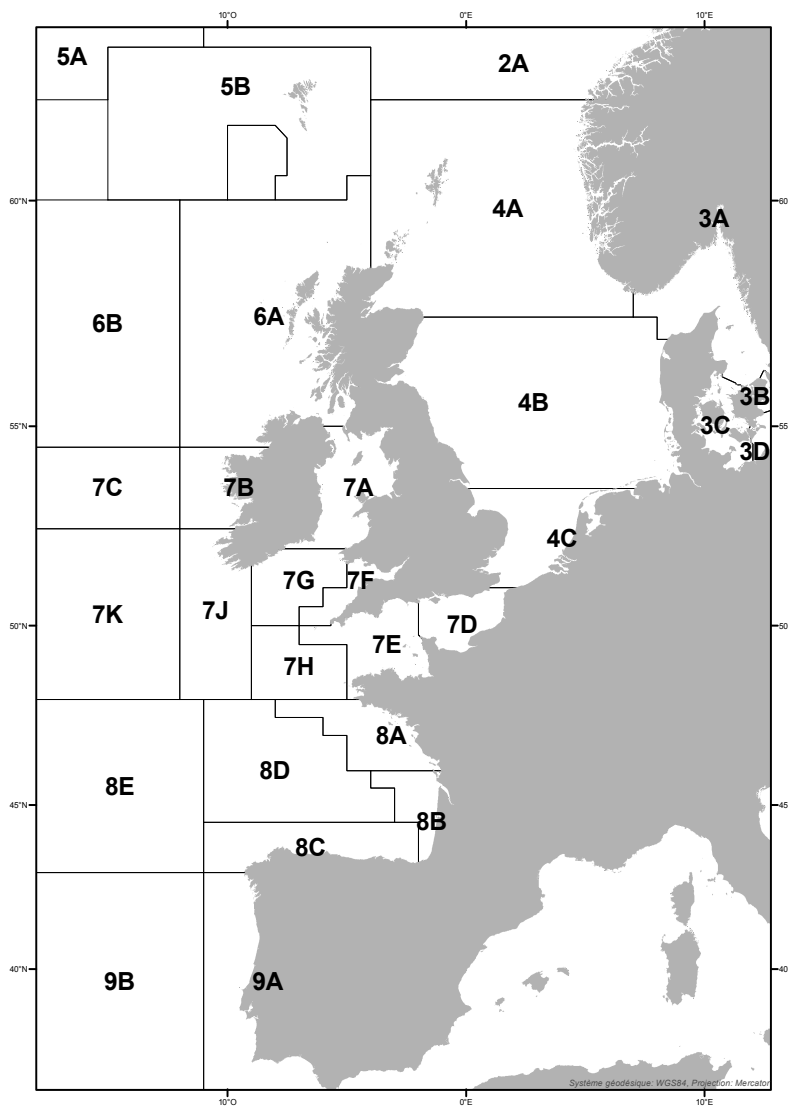 10°O 0°E 10°E
5A
2A
5B
60°N 60
4A
3A
6B
6A
4B
3B
55°N 55
3C
3D
7C 7B 7A
4C
7G 7F
7K 7J
50°N 7D 50
7E
7H
8A
8D
8E
45°N 45
8B
8C
40°N 40
9B 9A
Système géodésique: WGS84, Projection: Mercator
10°O 0°E 10°E